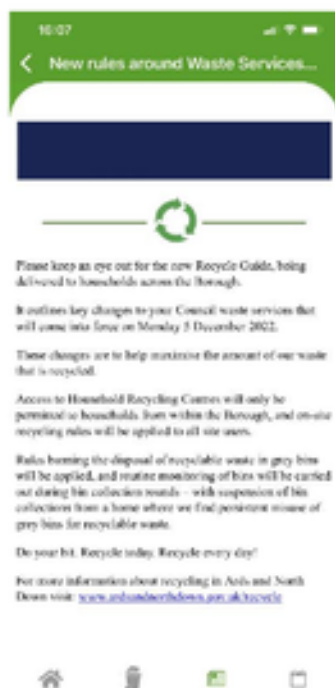 16:07
New rules around Waste Services...
Please keep an eye out for the new Recycle Guide, being
delivered to households across the Borough.
It outlines key changes to your Council waste services that
will come into force on Monday 5 December 2022.
These changes are to help maximise the amount of our waste
that is recycled.
Access to Household Recycling Centres will only be
permitted to households from within the Borough, and on-site
recycling rules will be applied to all site users.
Rules banning the disposal of recyclable waste in grey bins
will be applied, and routine monitoring of bins will be carried
out during bin collection rounds – with suspension of bin
collections from a home where we find persistent misuse of
grey bins for recyclable waste.
Do your bit. Recycle today. Recycle every day!
For more information about recycling in Ards and North
Down visit: www.ardsandnorthdown.gov.uk/recycle